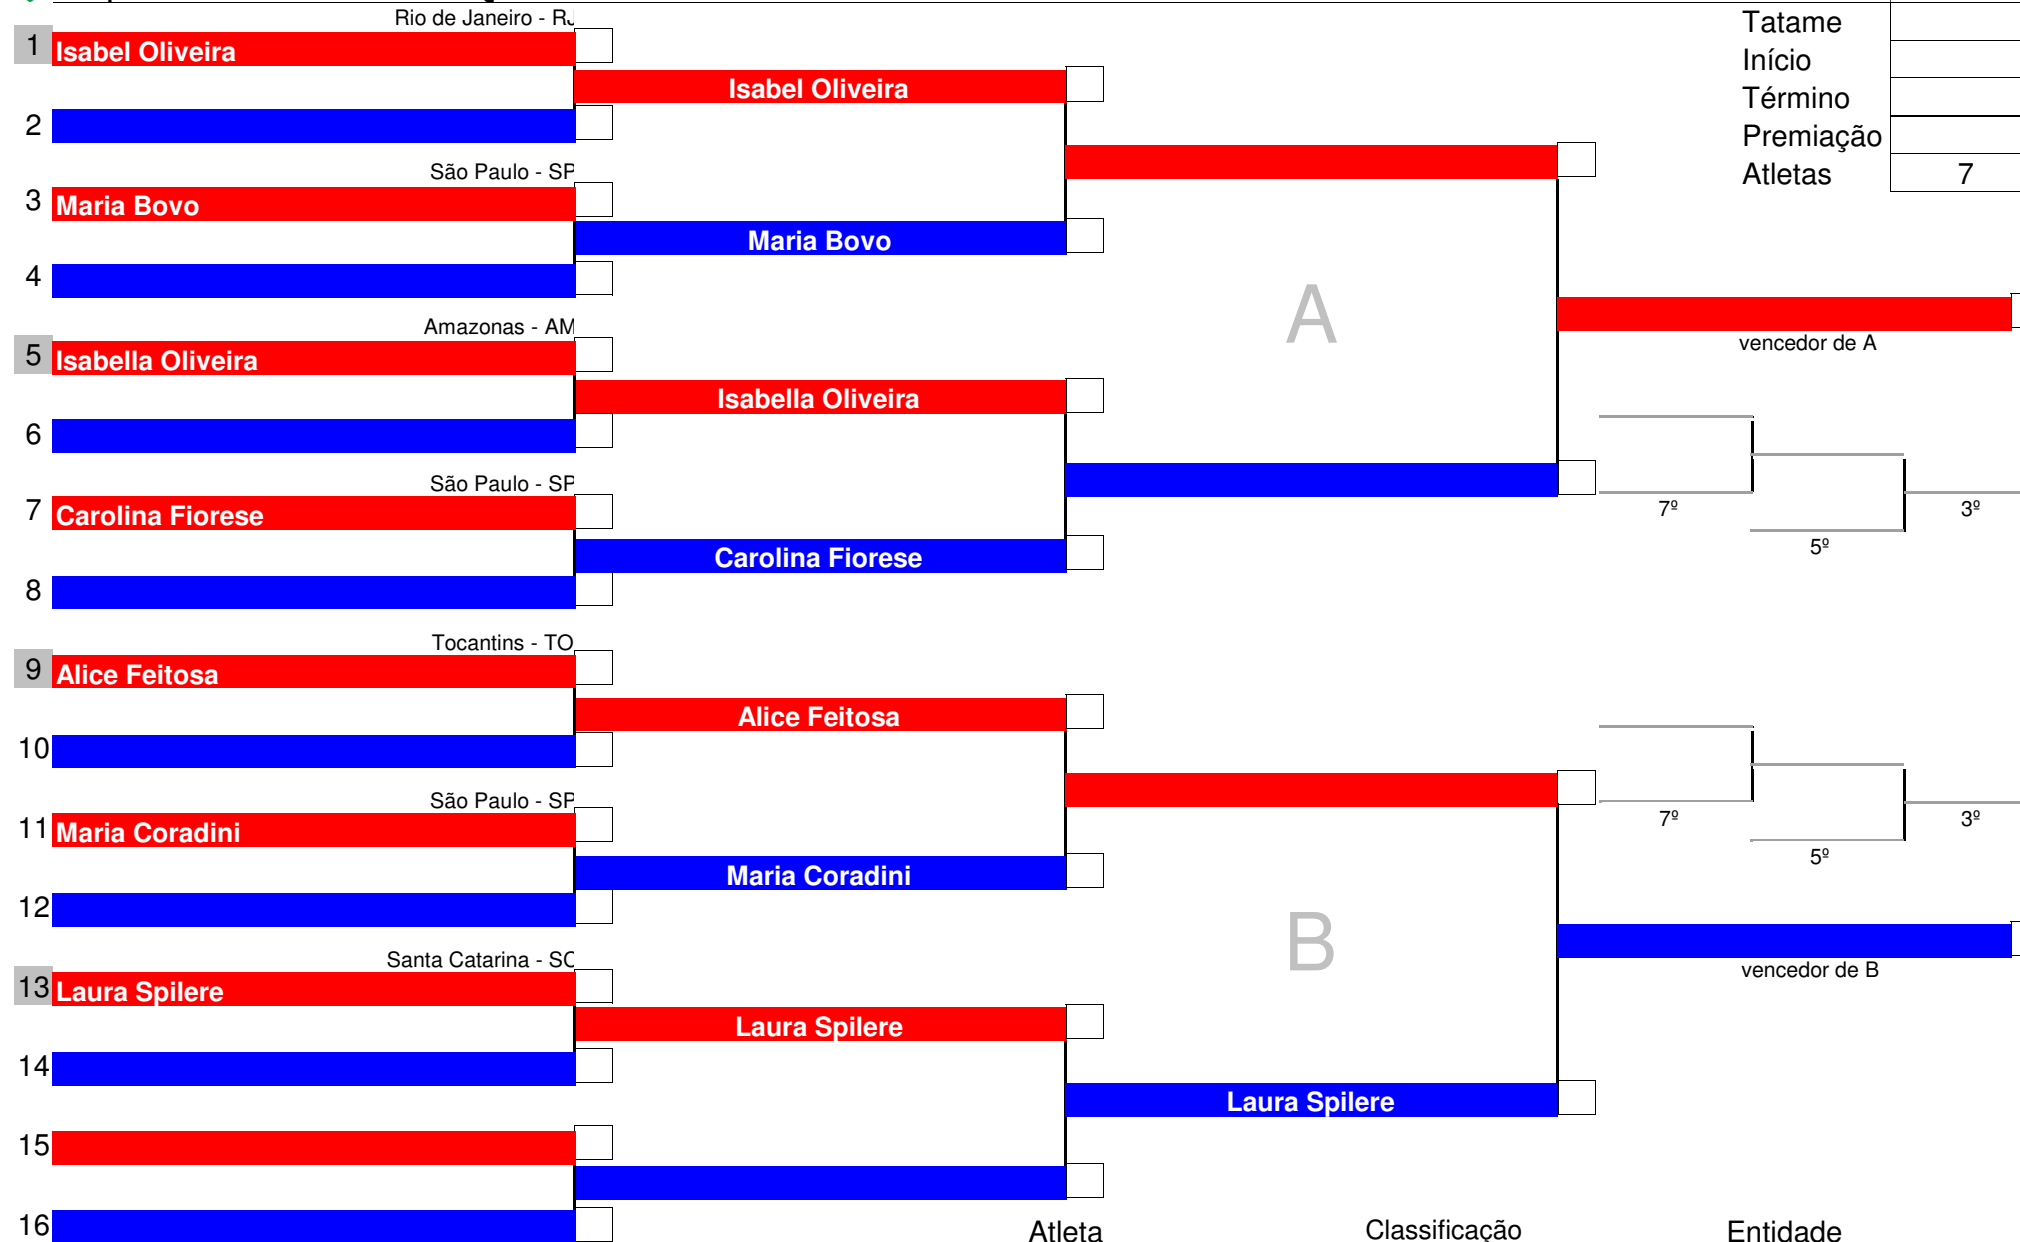 Rio de Janeiro - RJ
1 Isabel Oliveira
Isabel Oliveira
2
São Paulo - SP
3 Maria Bovo
Maria Bovo
4
Amazonas - AM
5 Isabella Oliveira
Isabella Oliveira
6
São Paulo - SP
7 Carolina Fiorese
Carolina Fiorese
8
Tocantins - TO
9 Alice Feitosa
Alice Feitosa
10
São Paulo - SP
11 Maria Coradini
Maria Coradini
12
Santa Catarina - SC
13 Laura Spilere
Laura Spilere
14
Laura Spilere
15
16
A
B
Tatame
Início
Término
Premiação
Atletas 7
vencedor de A
7º
3º
5º
7º
3º
5º
vencedor de B
Atleta Classificação Entidade